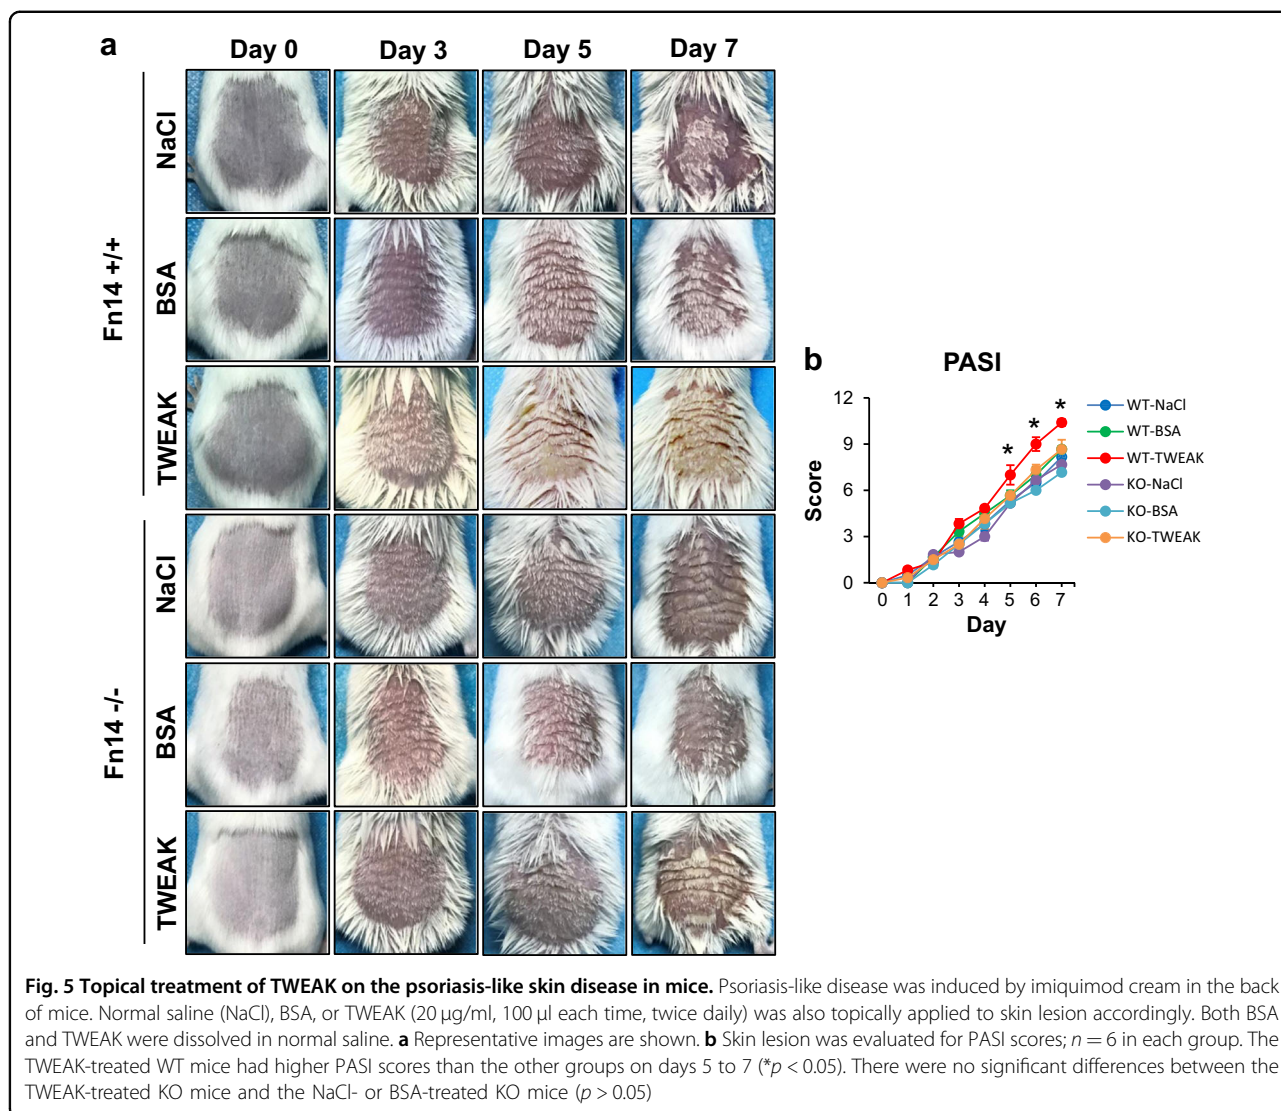 a
Day 0 Day 3 Day 5 Day 7
Fn14 +/+
NaCl
BSA
TWEAK
Fn14 -/-
NaCl
BSA
TWEAK
b
PASI
Score
12
9
6
3
0
0 1 2 3 4 5 6 7
Day
* * *
WT-NaCl
WT-BSA
WT-TWEAK
KO-NaCl
KO-BSA
KO-TWEAK
Fig. 5 Topical treatment of TWEAK on the psoriasis-like skin disease in mice. Psoriasis-like disease was induced by imiquimod cream in the back
of mice. Normal saline (NaCl), BSA, or TWEAK (20 μg/ml, 100 μl each time, twice daily) was also topically applied to skin lesion accordingly. Both BSA
and TWEAK were dissolved in normal saline. a Representative images are shown. b Skin lesion was evaluated for PASI scores; n = 6 in each group. The
TWEAK-treated WT mice had higher PASI scores than the other groups on days 5 to 7 (*p < 0.05). There were no significant differences between the
TWEAK-treated KO mice and the NaCl- or BSA-treated KO mice (p > 0.05)